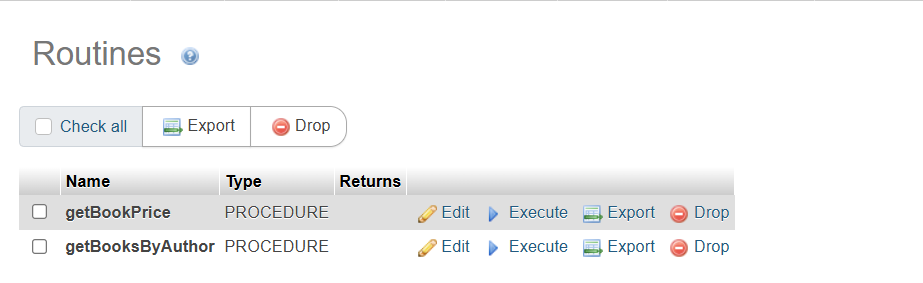 Routines
Check all Export Drop
Name Type Returns
getBookPrice PROCEDURE Edit Execute Export Drop
getBooksByAuthor PROCEDURE Edit Execute Export Drop